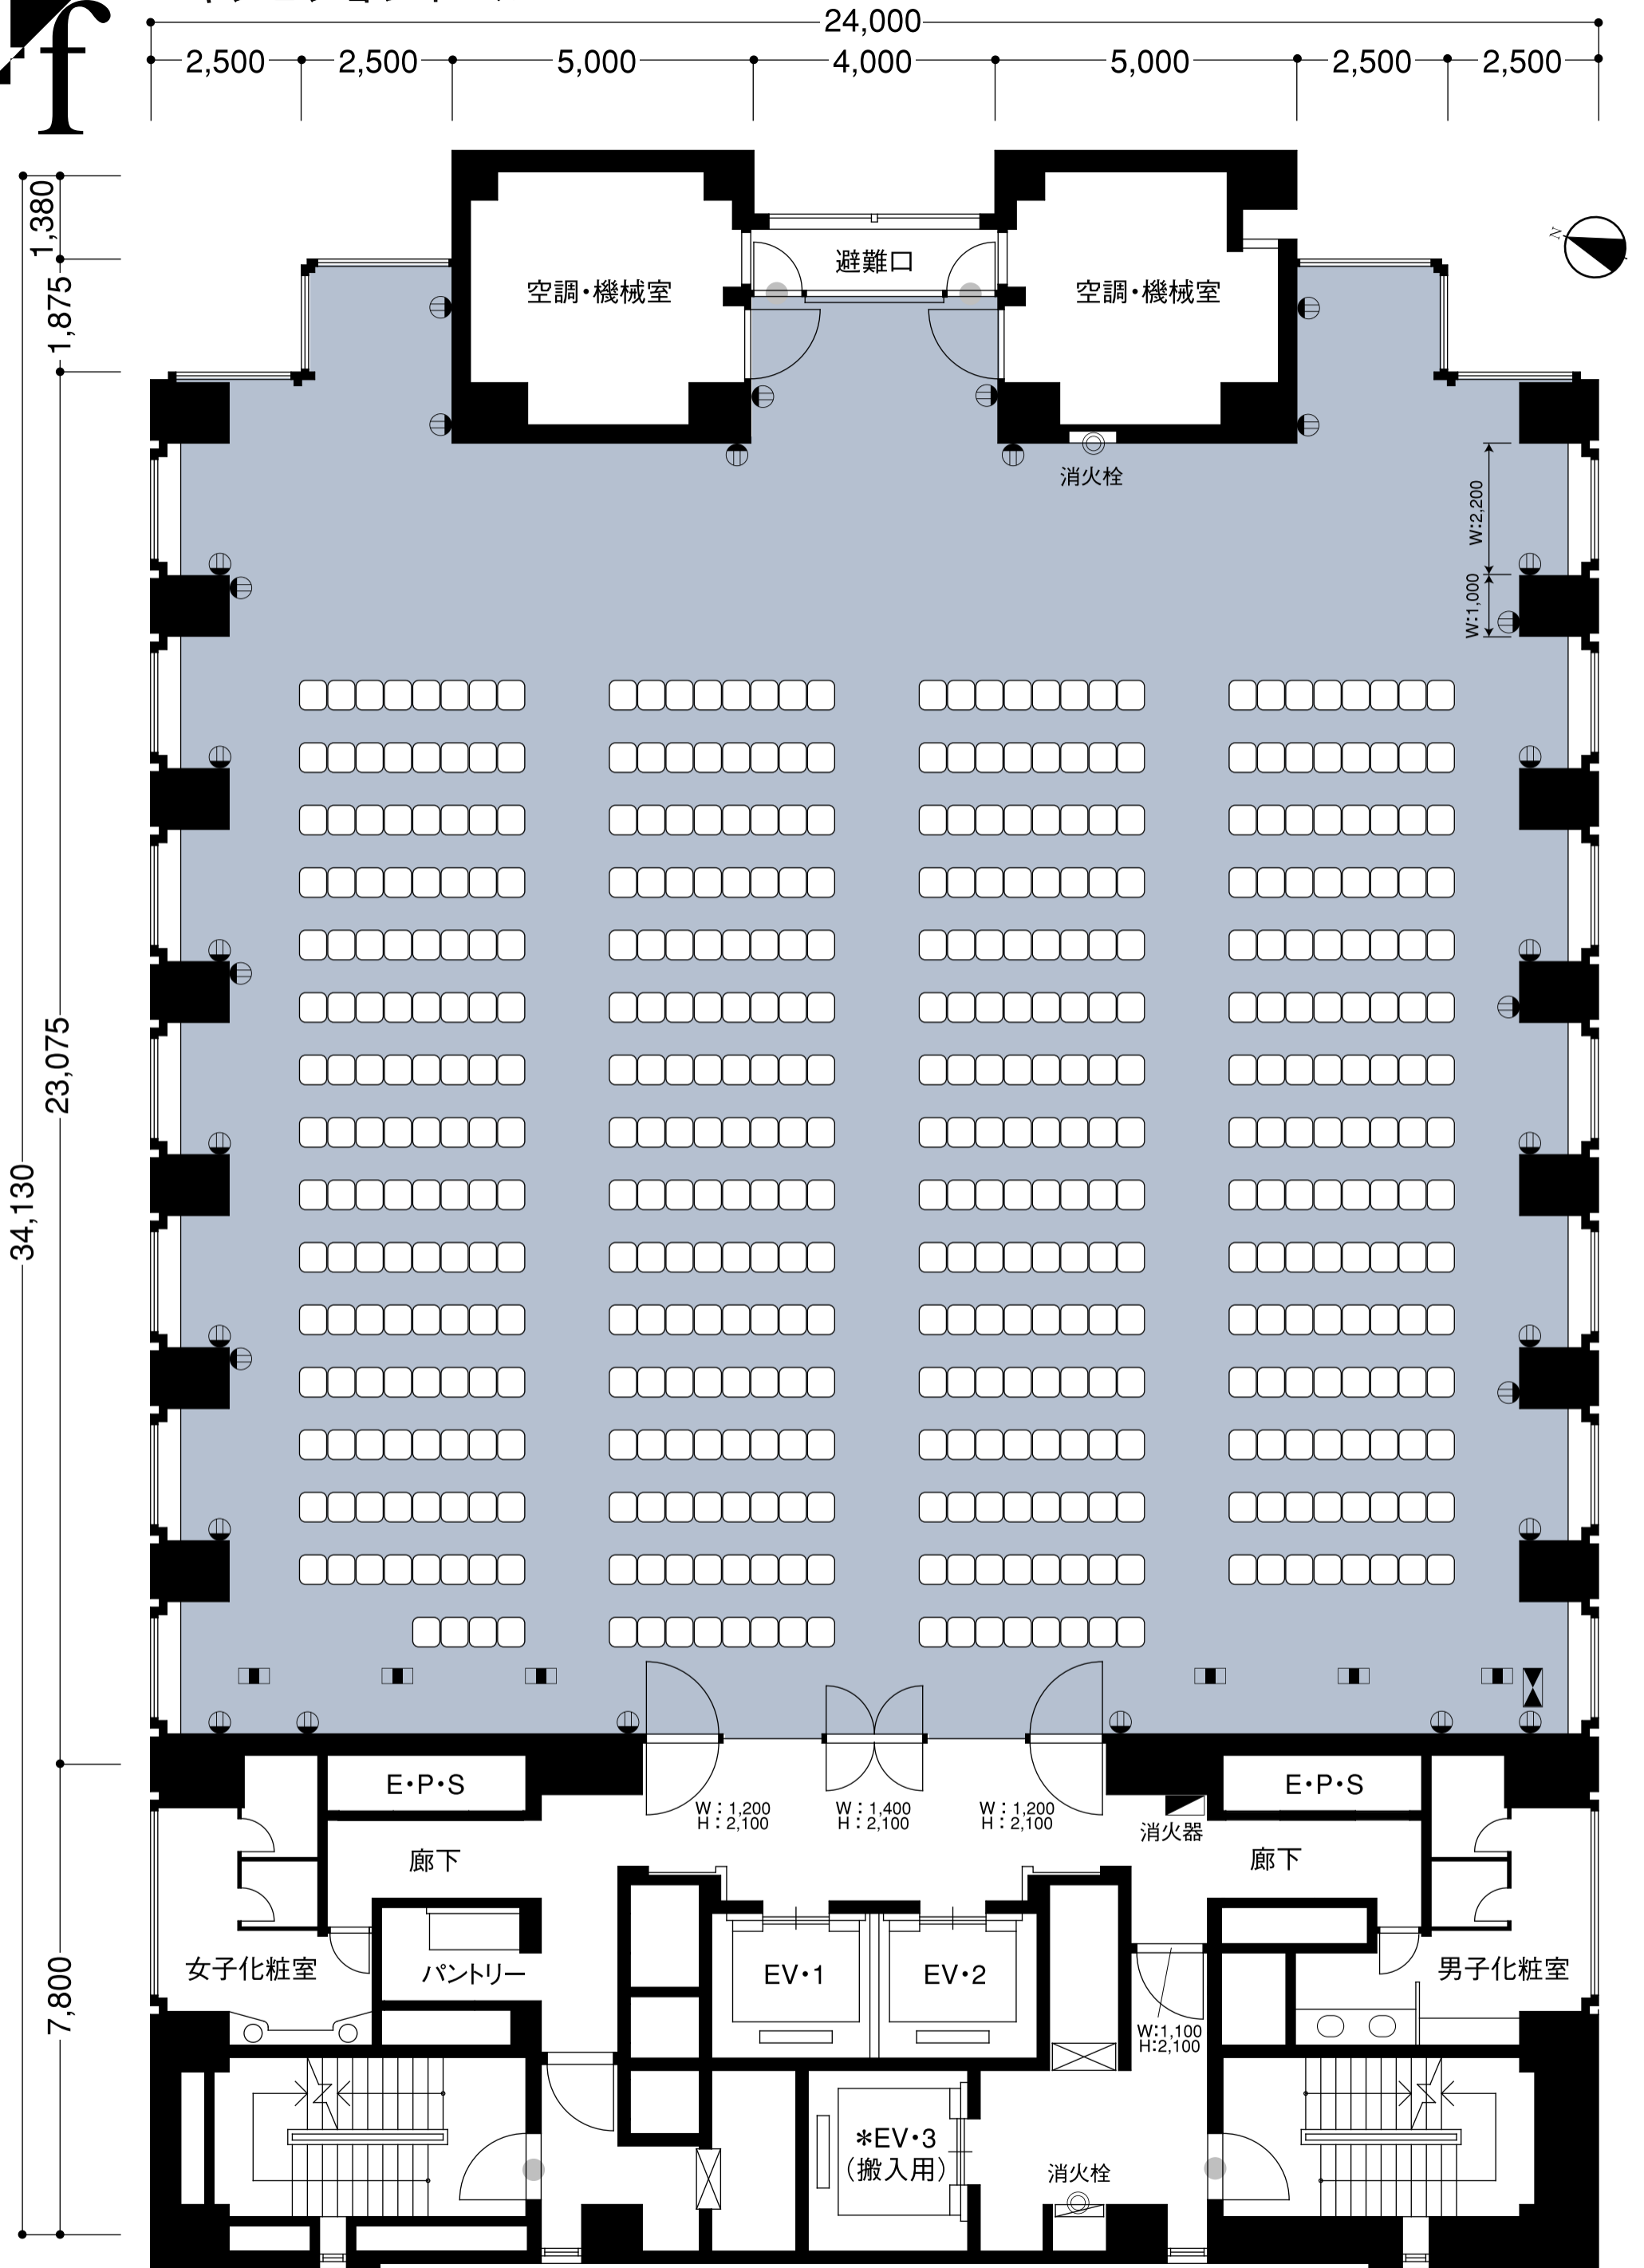 f
24,000
2,500 2,500 5,000 4,000 5,000 2,500 2,500
1,380
1,875
23,075
34,130
7,800
N
避難口
空調・機械室
空調・機械室
消火栓
W:2,200
W:1,000
E・P・S
E・P・S
W：1,200
H：2,100
W：1,400
H：2,100
W：1,200
H：2,100
消火器
廊下
廊下
女子化粧室
パントリー
EV・1
EV・2
男子化粧室
W:1,100
H:2,100
＊EV・3
（搬入用）
消火栓